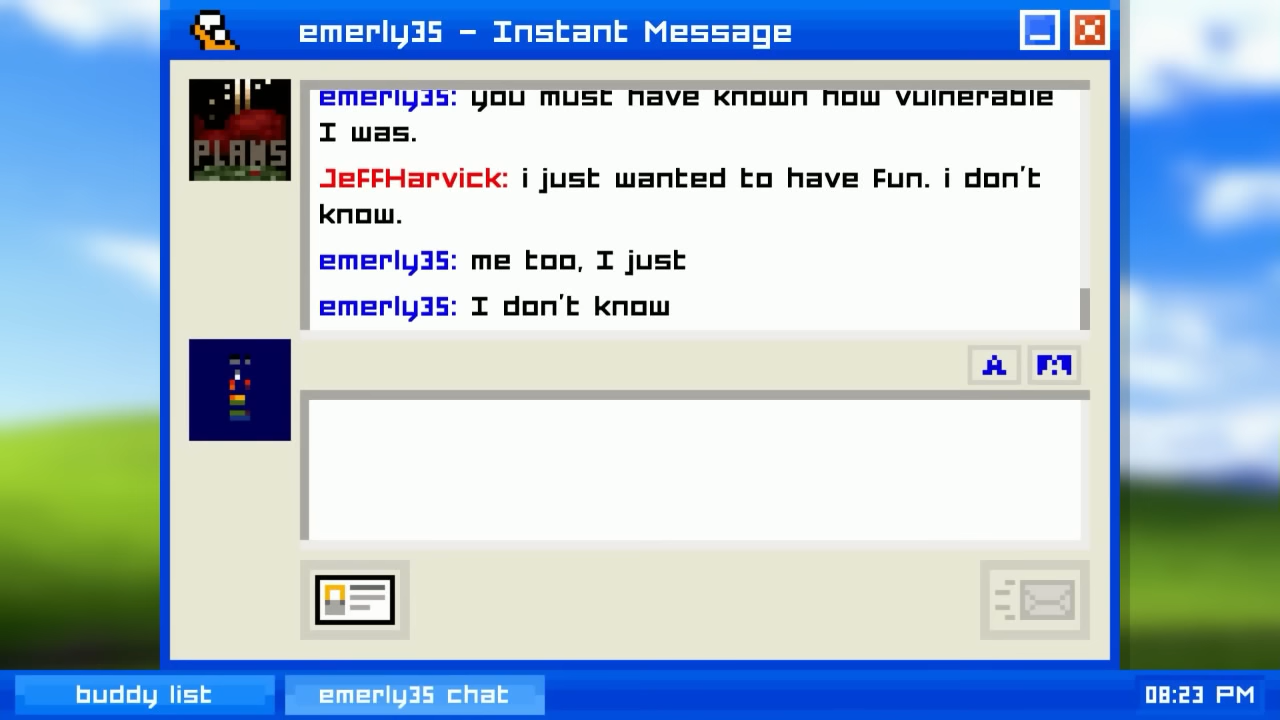 emerly35 - Instant Message
PLANS
emerly35: you must have known how vulnerable
I was.
JeffHarvick: i just wanted to have fun. i don't
know.
emerly35: me too, I just
emerly35: I don't know
A
buddy list
emerly35 chat
08:23 PM